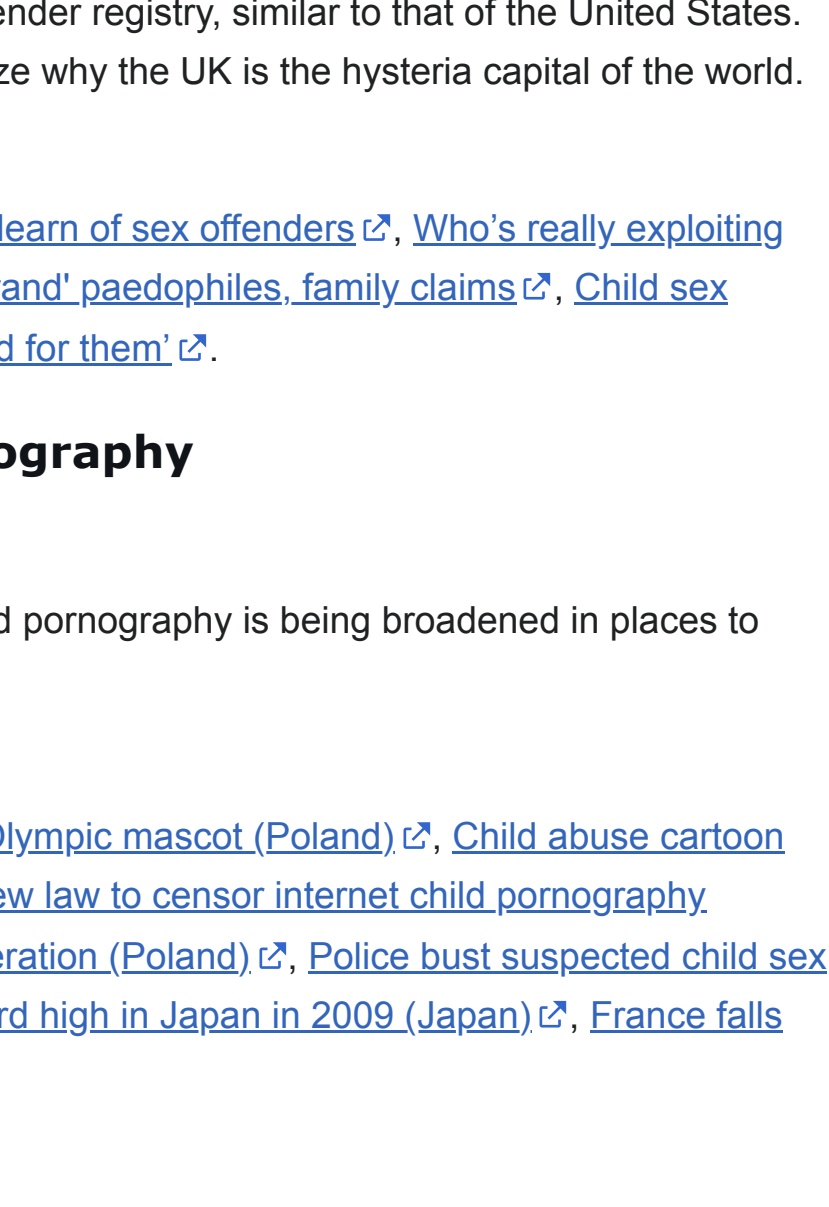 ender registry, similar to that of the United States.
ze why the UK is the hysteria capital of the world.
learn of sex offenders, Who’s really exploiting
rand' paedophiles, family claims, Child sex
d for them’.
ography
d pornography is being broadened in places to
Olympic mascot (Poland), Child abuse cartoon
ew law to censor internet child pornography
eration (Poland), Police bust suspected child sex
rd high in Japan in 2009 (Japan), France falls